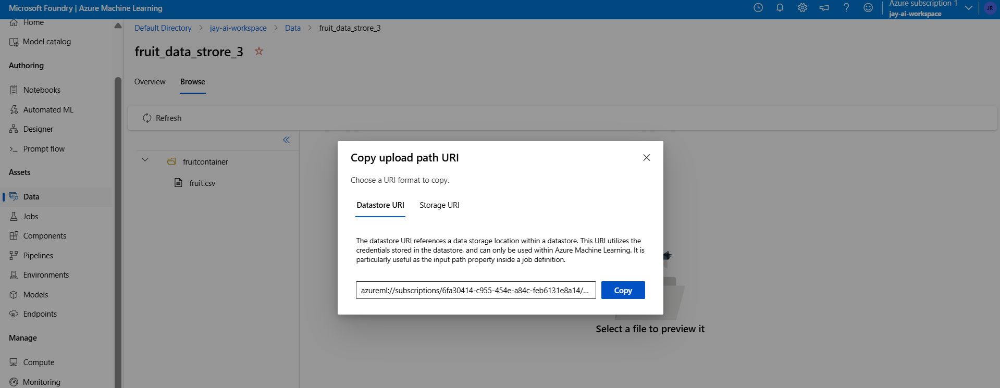 Microsoft Foundry | Azure Machine Learning
Azure subscription 1
jay-ai-workspace
JR
Home
Model catalog
Authoring
Notebooks
Automated ML
Designer
Prompt flow
Assets
Data
Jobs
Components
Pipelines
Environments
Models
Endpoints
Manage
Compute
Monitoring
Default Directory > jay-ai-workspace > Data > fruit_data_strore_3
fruit_data_strore_3
Overview Browse
Refresh
fruitcontainer
fruit.csv
Copy upload path URI
Choose a URI format to copy.
Datastore URI Storage URI
The datastore URI references a data storage location within a datastore. This URI utilizes the
credentials stored in the datastore, and can only be used within Azure Machine Learning. It is
particularly useful as the input path property inside a job definition.
azureml://subscriptions/6fa30414-c955-454e-a84c-feb6131e8a14/...
Copy
Select a file to preview it